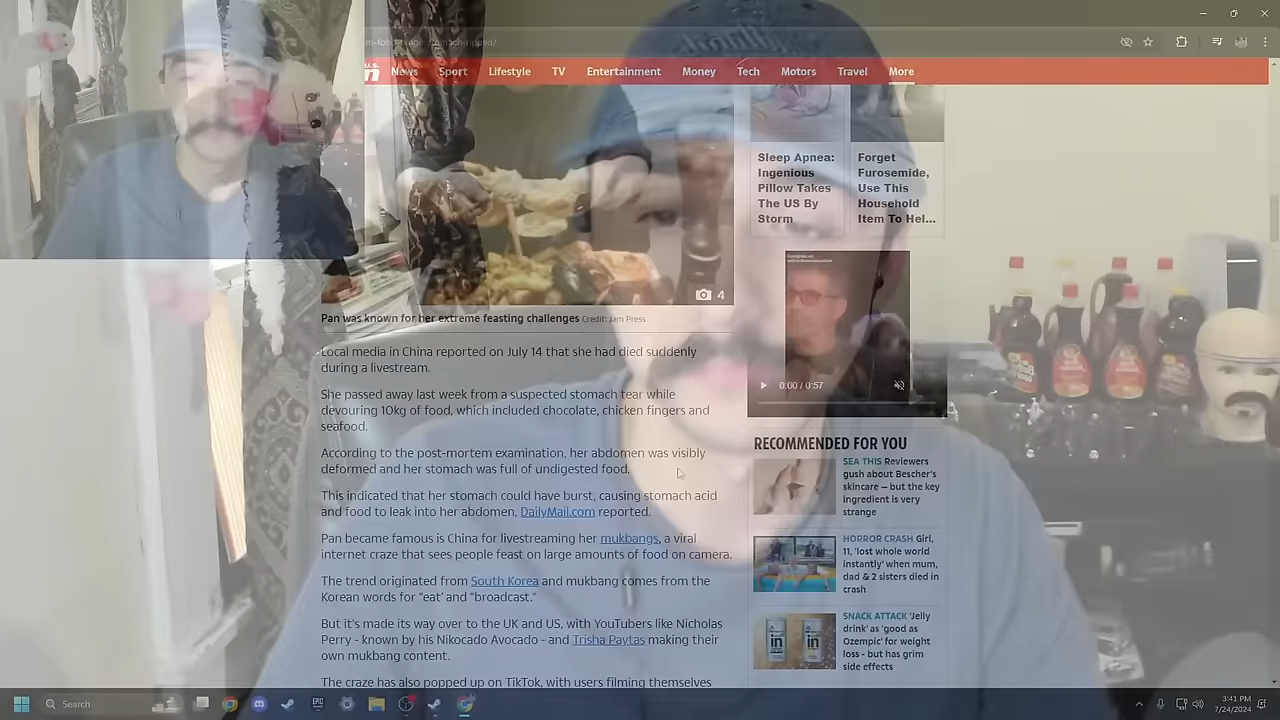 m-food-binge-stomach-ripped/
U.S.
News Sport Lifestyle TV Entertainment Money Tech Motors Travel More
Sleep Apnea:
Ingenious
Pillow Takes
The US By
Storm
Forget
Furosemide,
Use This
Household
Item To Hel...
4
Pan was known for her extreme feasting challenges Credit: Jam Press
Local media in China reported on July 14 that she had died suddenly
during a livestream.
She passed away last week from a suspected stomach tear while
devouring 10kg of food, which included chocolate, chicken fingers and
seafood.
According to the post-mortem examination, her abdomen was visibly
deformed and her stomach was full of undigested food.
This indicated that her stomach could have burst, causing stomach acid
and food to leak into her abdomen, DailyMail.com reported.
Pan became famous is China for livestreaming her mukbangs, a viral
internet craze that sees people feast on large amounts of food on camera.
The trend originated from South Korea and mukbang comes from the
Korean words for "eat' and "broadcast."
But it's made its way over to the UK and US, with YouTubers like Nicholas
Perry - known by his Nikocado Avocado - and Trisha Paytas making their
own mukbang content.
The craze has also popped up on TikTok, with users filming themselves
0:00 / 0:57
RECOMMENDED FOR YOU
SEA THIS Reviewers
gush about Bescher's
skincare – but the key
ingredient is very
strange
HORROR CRASH Girl,
11, 'lost whole world
instantly' when mum,
dad & 2 sisters died in
crash
SNACK ATTACK 'Jelly
drink' as 'good as
Ozempic' for weight
loss - but has grim
side effects
in
in
Search
EPIC
3:41 PM
7/24/2024